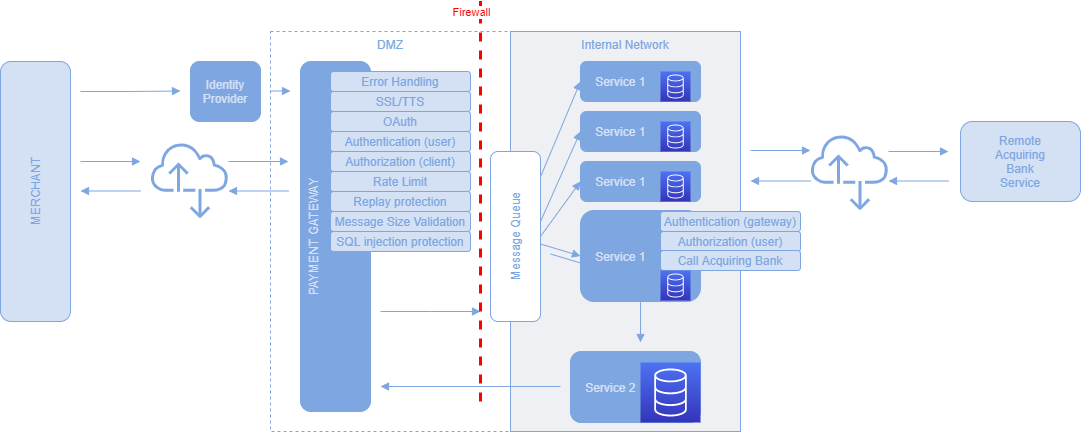 Firewall
DMZ
Internal Network
MERCHANT
Identity
Provider
PAYMENT GATEWAY
Error Handling
SSL/TTS
OAuth
Authentication (user)
Authorization (client)
Rate Limit
Replay protection
Message Size Validation
SQL injection protection
Message Queue
Service 1
Service 1
Service 1
Service 1
Authentication (gateway)
Authorization (user)
Call Acquiring Bank
Service 2
Remote
Acquiring
Bank
Service